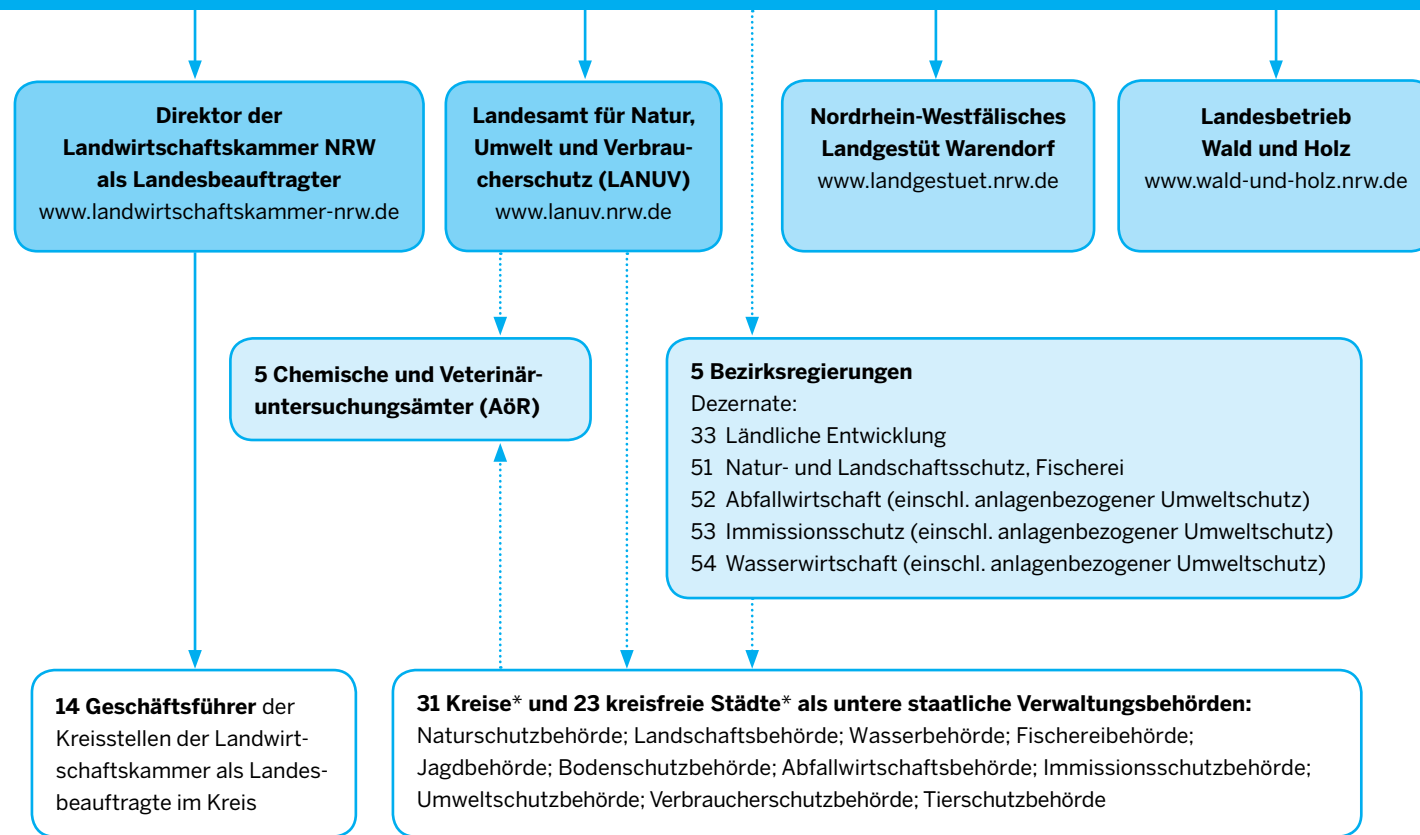 Direktor der
Landwirtschaftskammer NRW
als Landesbeauftragter
www.landwirtschaftskammer-nrw.de
Landesamt für Natur,
Umwelt und Verbrau-
cherschutz (LANUV)
www.lanuv.nrw.de
Nordrhein-Westfälisches
Landgestüt Warendorf
www.landgestuet.nrw.de
Landesbetrieb
Wald und Holz
www.wald-und-holz.nrw.de
5 Chemische und Veterinär-
untersuchungsämter (AöR)
5 Bezirksregierungen
Dezernate:
33 Ländliche Entwicklung
51 Natur- und Landschaftsschutz, Fischerei
52 Abfallwirtschaft (einschl. anlagenbezogener Umweltschutz)
53 Immissionsschutz (einschl. anlagenbezogener Umweltschutz)
54 Wasserwirtschaft (einschl. anlagenbezogener Umweltschutz)
14 Geschäftsführer der
Kreisstellen der Landwirt-
schaftskammer als Landes-
beauftragte im Kreis
31 Kreise* und 23 kreisfreie Städte* als untere staatliche Verwaltungsbehörden:
Naturschutzbehörde; Landschaftsbehörde; Wasserbehörde; Fischereibehörde;
Jagdbehörde; Bodenschutzbehörde; Abfallwirtschaftsbehörde; Immissionsschutzbehörde;
Umweltschutzbehörde; Verbraucherschutzbehörde; Tierschutzbehörde